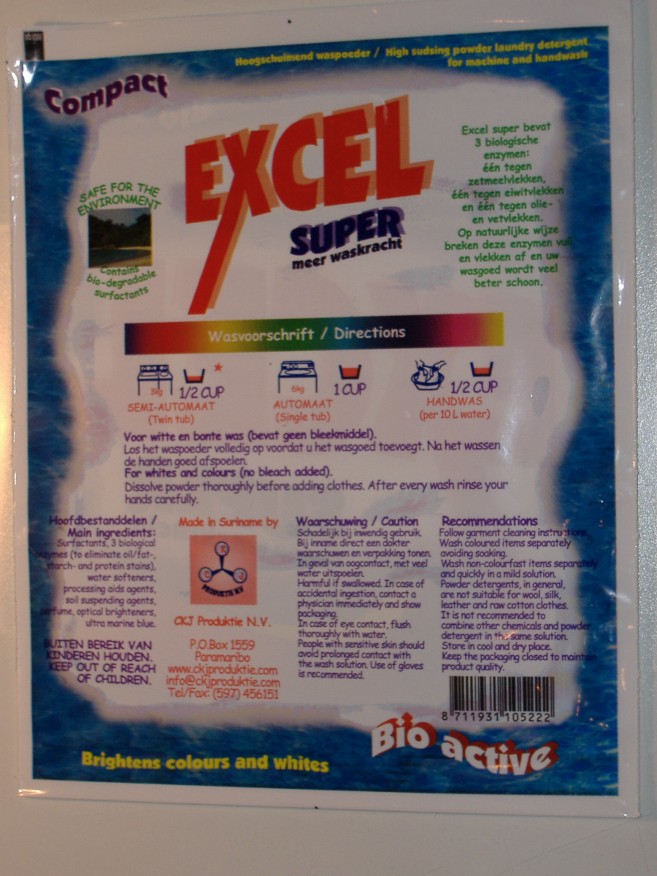 Hoogschuimend waspoeder / High sudsing powder laundry detergent
for machine and handwash
Compact
EXCEL
SUPER
meer waskracht
SAFE FOR THE
ENVIRONMENT
Contains
bio-degradable
surfactants
Excel super bevat
3 biologische
enzymen:
één tegen
zetmeelvlekken,
één tegen eiwitvlekken
en één tegen olie-
en vetvlekken.
Op natuurlijke wijze
breken deze enzymen vuil
en vlekken af en uw
wasgoed wordt veel
beter schoon.
Wasvoorschrift / Directions
3kg 1/2 CUP *
SEMI-AUTOMAAT
(Twin tub)
6kg 1 CUP
AUTOMAAT
(Single tub)
1/2 CUP
HANDWAS
(per 10 L water)
Voor witte en bonte was (bevat geen bleekmiddel).
Los het waspoeder volledig op voordat u het wasgoed toevoegt. Na het wassen
de handen goed afspoelen.
For whites and colours (no bleach added).
Dissolve powder thoroughly before adding clothes. After every wash rinse your
hands carefully.
Hoofdbestanddelen /
Main ingredients:
Surfactants, 3 biological
enzymes (to eliminate oil/fat-,
starch- and protein stains),
water softeners,
processing aids agents,
soil suspending agents,
perfume, optical brighteners,
ultra marine blue.
BUITEN BEREIK VAN
KINDEREN HOUDEN.
KEEP OUT OF REACH
OF CHILDREN.
Made in Suriname by
C K J
PRODUKTIE N.V.
CKJ Produktie N.V.
P.O.Box 1559
Paramaribo
www.ckjproduktie.com
info@ckjproduktie.com
Tel/Fax: (597) 456151
Waarschuwing / Caution
Schadelijk bij inwendig gebruik.
Bij inname direct een dokter
waarschuwen en verpakking tonen.
In geval van oogcontact, met veel
water uitspoelen.
Harmful if swallowed. In case of
accidental ingestion, contact a
physician immediately and show
packaging.
In case of eye contact, flush
thoroughly with water.
People with sensitive skin should
avoid prolonged contact with
the wash solution. Use of gloves
is recommended.
Recommendations
Follow garment cleaning instructions.
Wash coloured items separately
avoiding soaking.
Wash non-colourfast items separately
and quickly in a mild solution.
Powder detergents, in general,
are not suitable for wool, silk,
leather and raw cotton clothes.
It is not recommended to
combine other chemicals and powder
detergent in the same solution.
Store in cool and dry place.
Keep the packaging closed to maintain
product quality.
8 711931 105222
Bio active
Brightens colours and whites